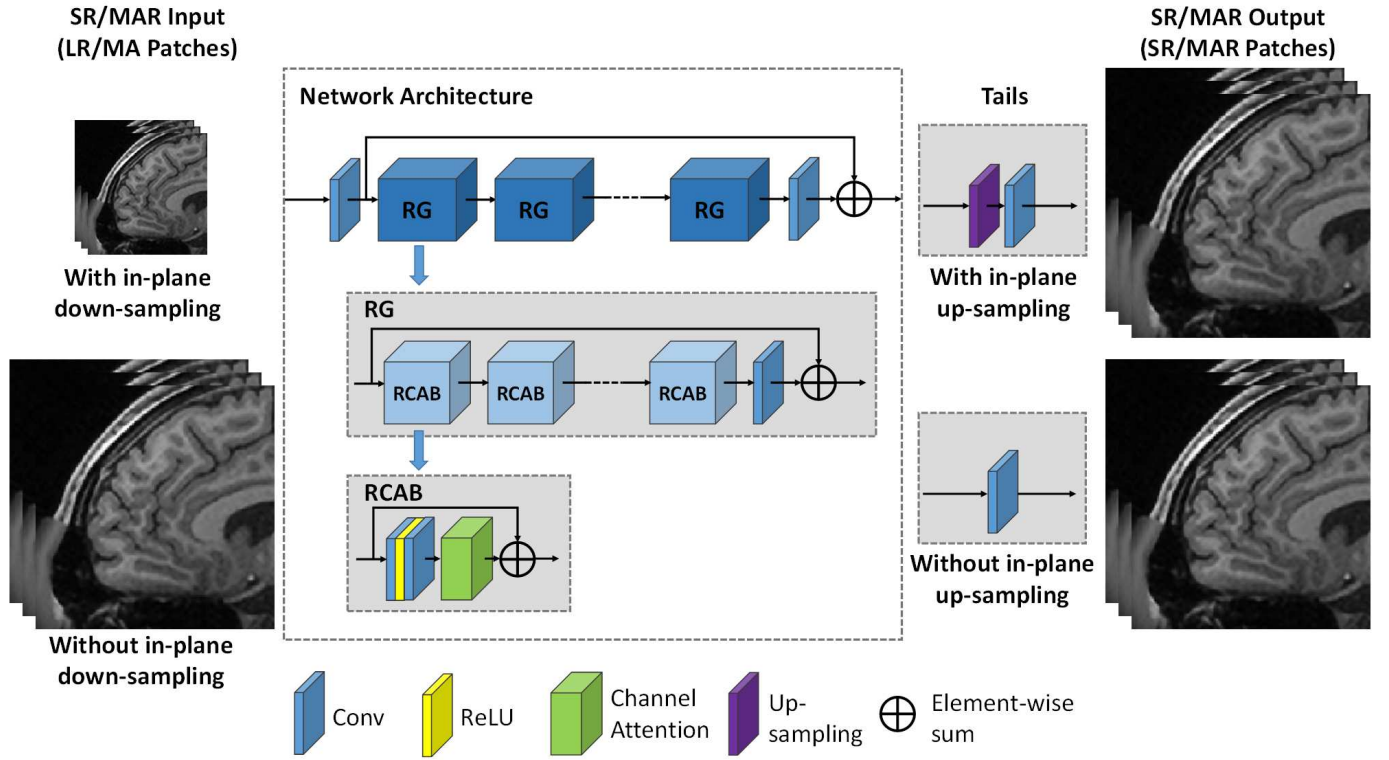 SR/MAR Input
(LR/MA Patches)
With in-plane
down-sampling
Without in-plane
down-sampling
Network Architecture
RG
RG
RG
RG
RCAB
RCAB
RCAB
RCAB
Tails
With in-plane
up-sampling
Without in-plane
up-sampling
SR/MAR Output
(SR/MAR Patches)
Conv
ReLU
Channel
Attention
Up-
sampling
Element-wise
sum